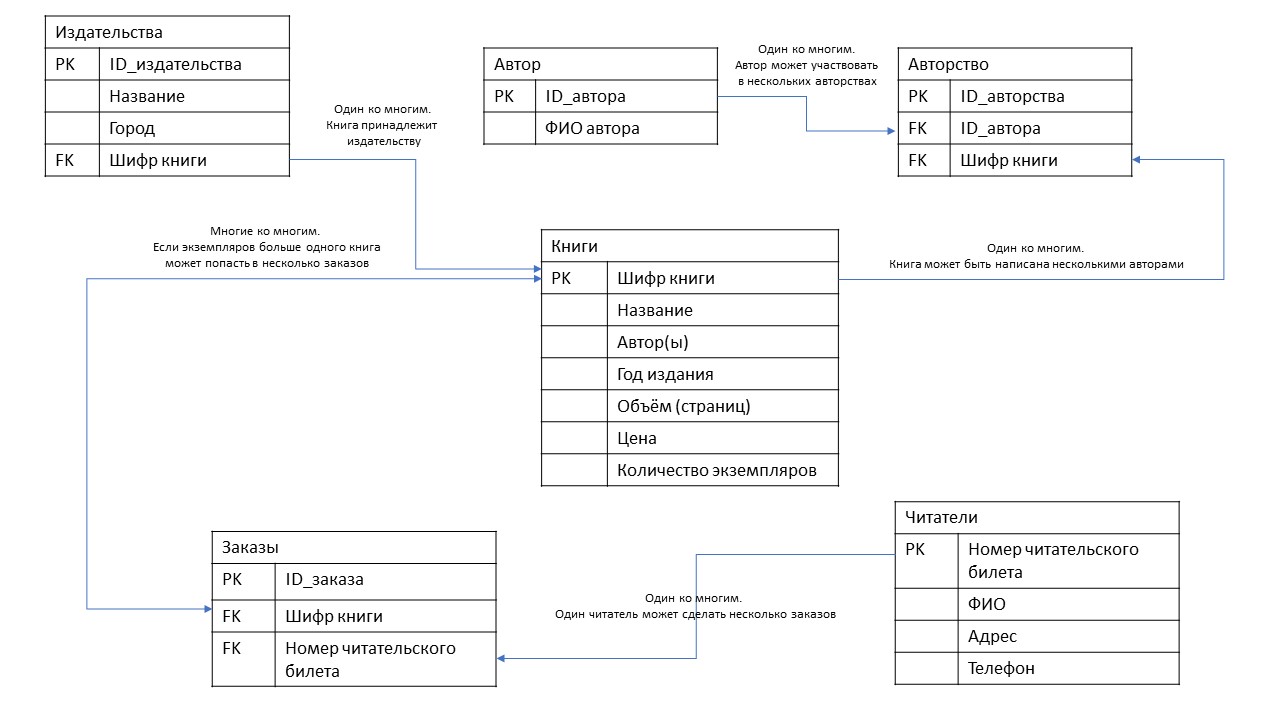 Издательства
PK ID_издательства
Название
Город
FK Шифр книги
Один ко многим.
Книга принадлежит
издательству
Автор
PK ID_автора
ФИО автора
Один ко многим.
Автор может участвовать
в нескольких авторствах
Авторство
PK ID_авторства
FK ID_автора
FK Шифр книги
Многие ко многим.
Если экземпляров больше одного книга
может попасть в несколько заказов
Книги
PK Шифр книги
Название
Автор(ы)
Год издания
Объём (страниц)
Цена
Количество экземпляров
Один ко многим.
Книга может быть написана несколькими авторами
Заказы
PK ID_заказа
FK Шифр книги
FK Номер читательского
билета
Один ко многим.
Один читатель может сделать несколько заказов
Читатели
PK Номер читательского
билета
ФИО
Адрес
Телефон